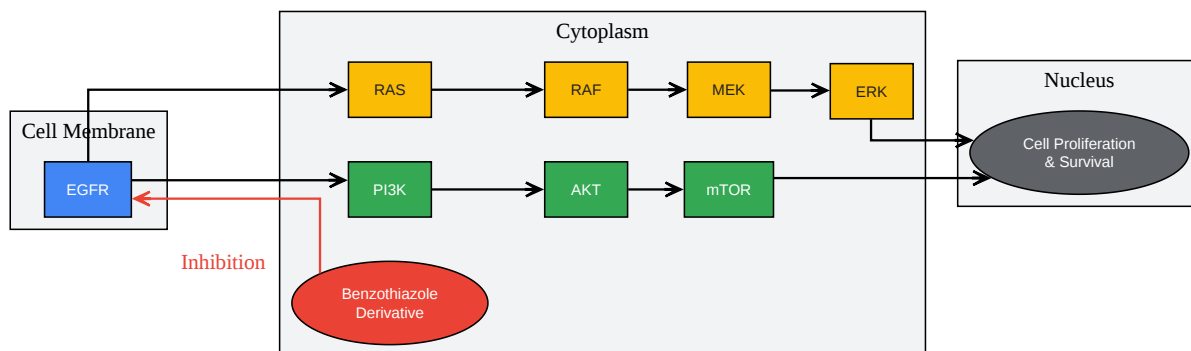 Cytoplasm
Nucleus
Cell Membrane
RAS
RAF
MEK
ERK
Cell Proliferation
& Survival
EGFR
PI3K
AKT
mTOR
Inhibition
Benzothiazole
Derivative